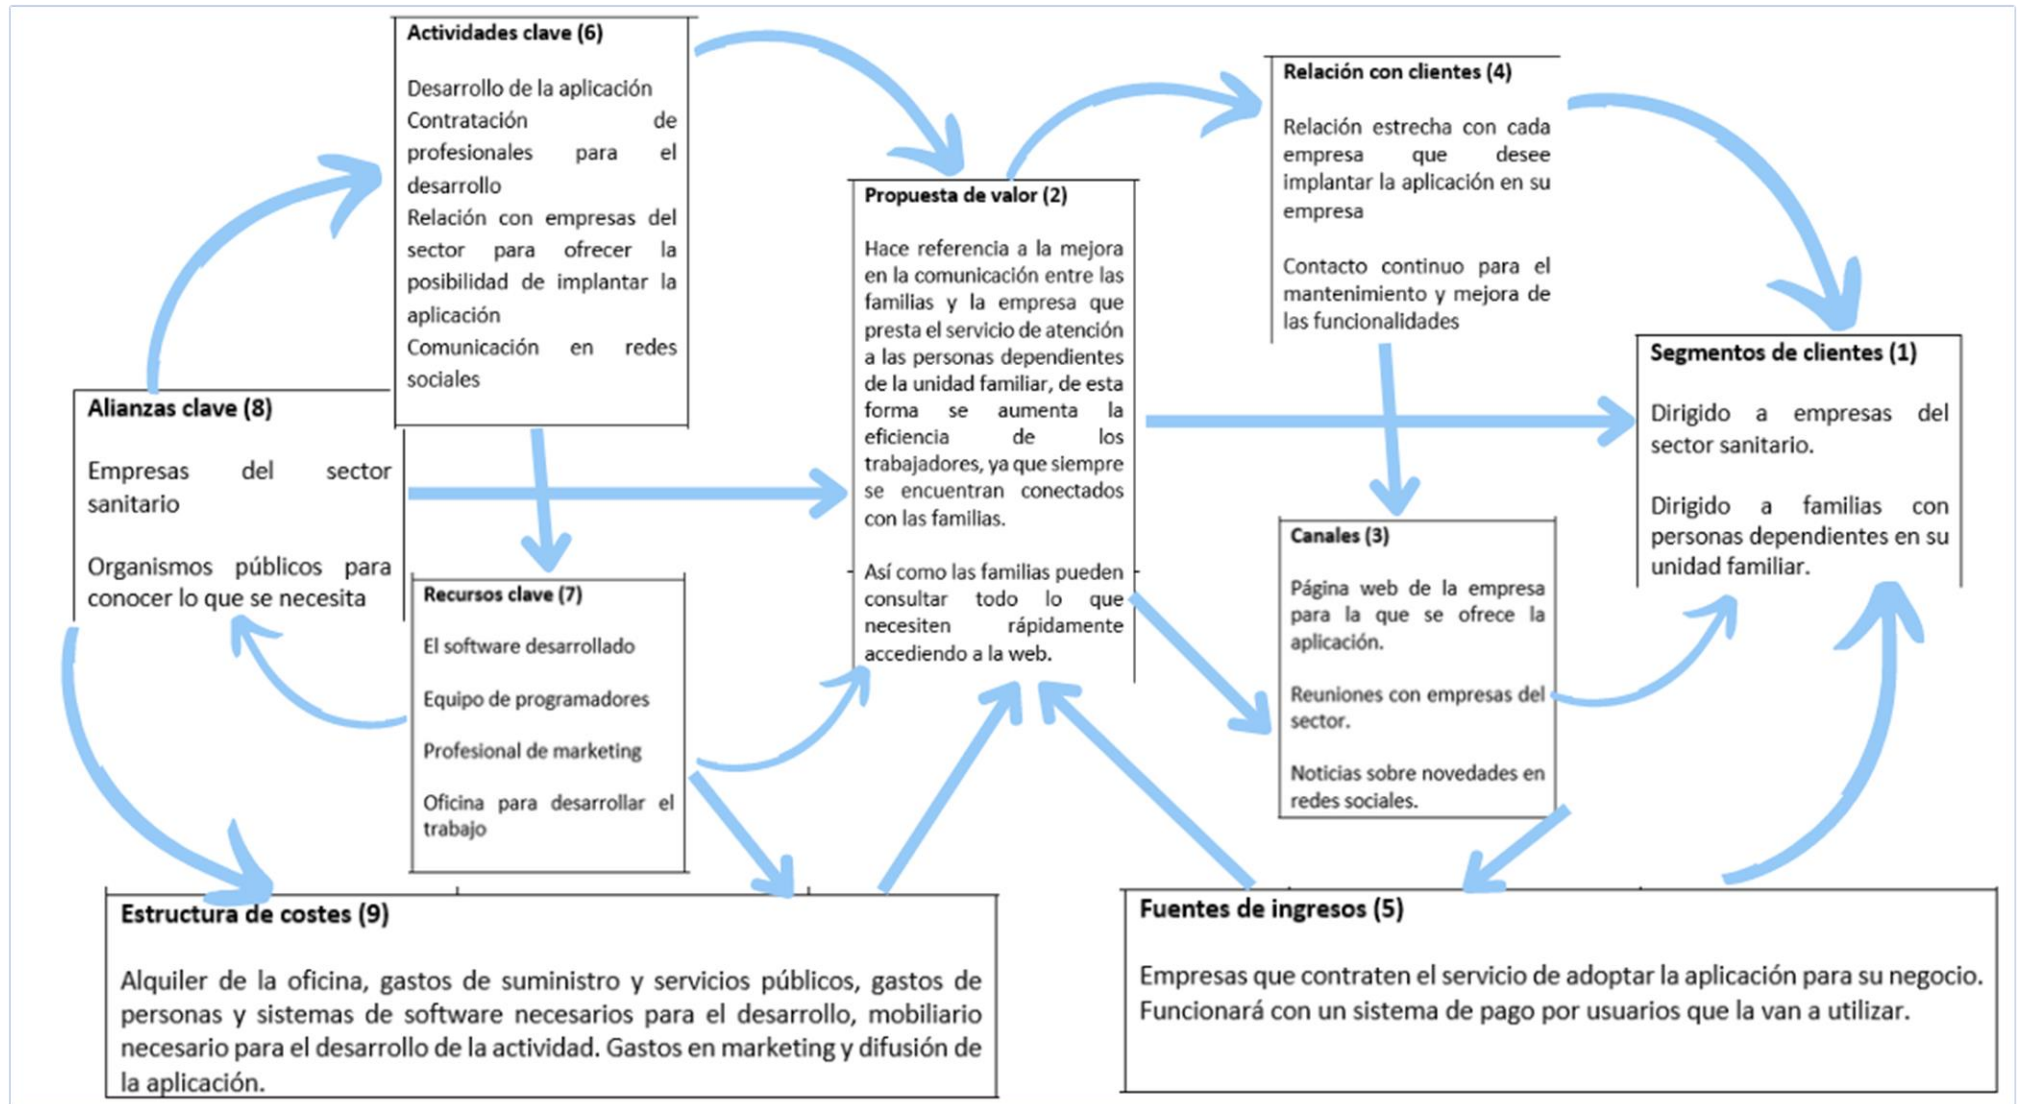 Actividades clave (6)
Desarrollo de la aplicación
Contratación de
profesionales para el
desarrollo
Relación con empresas del
sector para ofrecer la
posibilidad de implantar la
aplicación
Comunicación en redes
sociales
Relación con clientes (4)
Relación estrecha con cada
empresa que desee
implantar la aplicación en su
empresa
Contacto continuo para el
mantenimiento y mejora de
las funcionalidades
Propuesta de valor (2)
Hace referencia a la mejora
en la comunicación entre las
familias y la empresa que
presta el servicio de atención
a las personas dependientes
de la unidad familiar, de esta
forma se aumenta la
eficiencia de los
trabajadores, ya que siempre
se encuentran conectados
con las familias.
Así como las familias pueden
consultar todo lo que
necesiten rápidamente
accediendo a la web.
Segmentos de clientes (1)
Dirigido a empresas del
sector sanitario.
Dirigido a familias con
personas dependientes en su
unidad familiar.
Alianzas clave (8)
Empresas del sector
sanitario
Organismos públicos para
conocer lo que se necesita
Canales (3)
Página web de la empresa
para la que se ofrece la
aplicación.
Reuniones con empresas del
sector.
Noticias sobre novedades en
redes sociales.
Recursos clave (7)
El software desarrollado
Equipo de programadores
Profesional de marketing
Oficina para desarrollar el
trabajo
Estructura de costes (9)
Alquiler de la oficina, gastos de suministro y servicios públicos, gastos de
personas y sistemas de software necesarios para el desarrollo, mobiliario
necesario para el desarrollo de la actividad. Gastos en marketing y difusión de
la aplicación.
Fuentes de ingresos (5)
Empresas que contraten el servicio de adoptar la aplicación para su negocio.
Funcionará con un sistema de pago por usuarios que la van a utilizar.